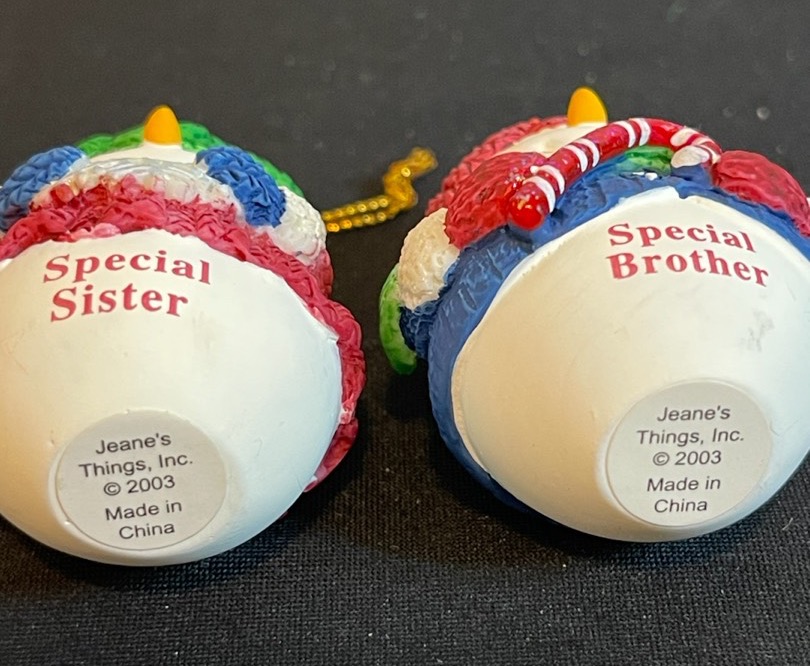 Special
Sister
Jeane's
Things, Inc.
© 2003
Made in
China
Special
Brother
Jeane's
Things, Inc.
© 2003
Made in
China